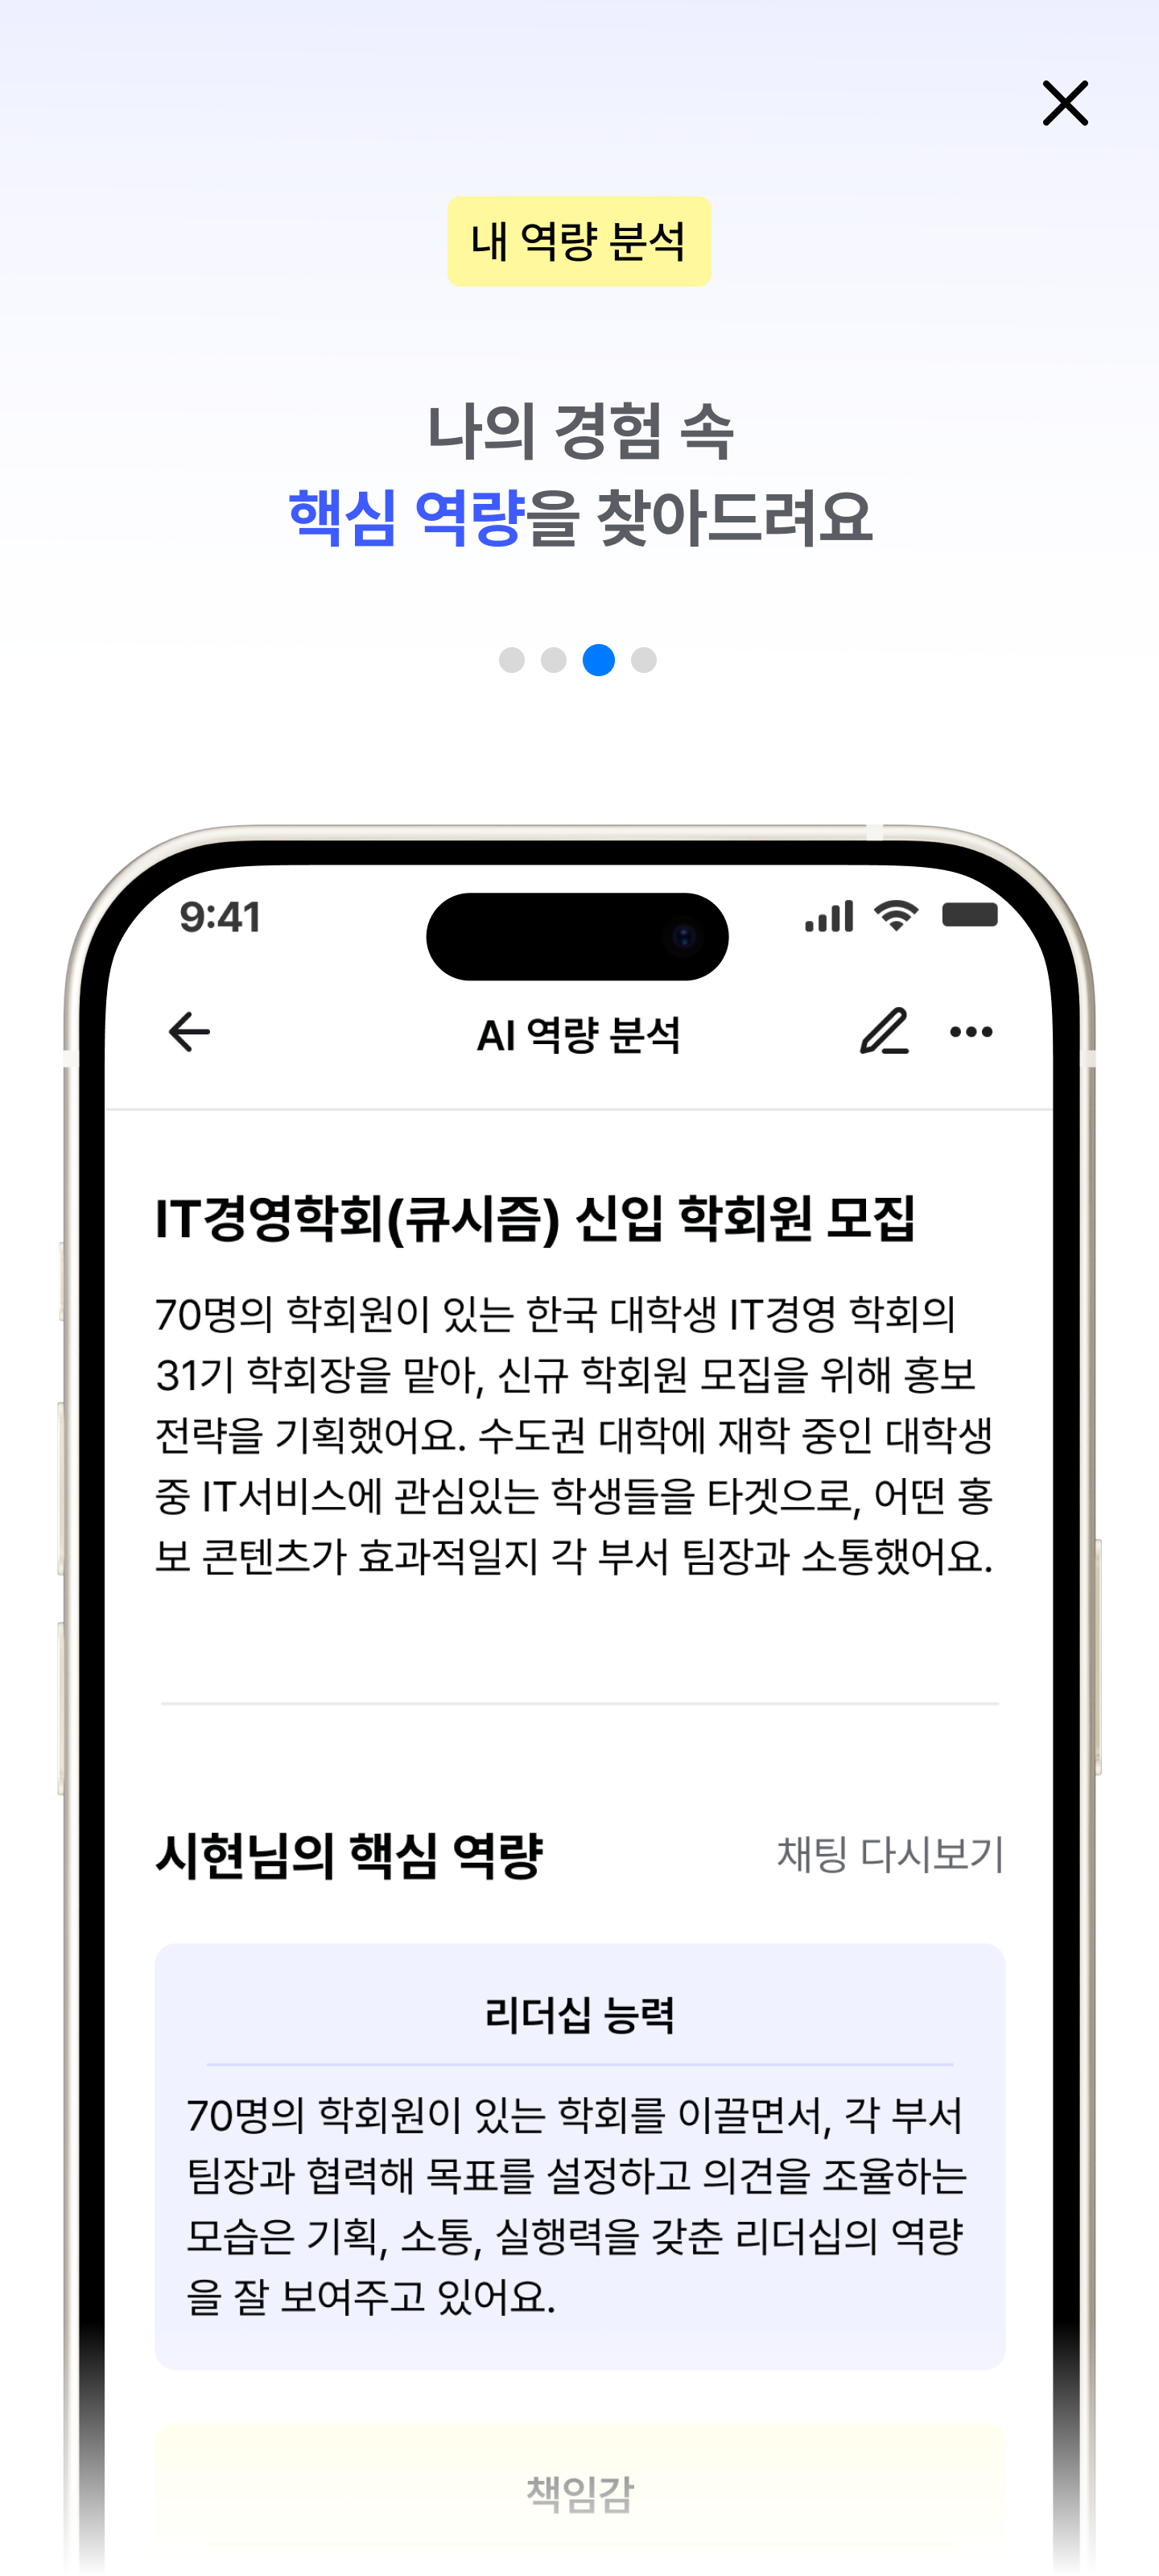 내 역량 분석
나의 경험 속
핵심 역량을 찾아드려요
9:41
AI 역량 분석
IT경영학회(큐시즘) 신입 학회원 모집
70명의 학회원이 있는 한국 대학생 IT경영 학회의
31기 학회장을 맡아, 신규 학회원 모집을 위해 홍보
전략을 기획했어요. 수도권 대학에 재학 중인 대학생
중 IT서비스에 관심있는 학생들을 타겟으로, 어떤 홍
보 콘텐츠가 효과적일지 각 부서 팀장과 소통했어요.
시현님의 핵심 역량
채팅 다시보기
리더십 능력
70명의 학회원이 있는 학회를 이끌면서, 각 부서
팀장과 협력해 목표를 설정하고 의견을 조율하는
모습은 기획, 소통, 실행력을 갖춘 리더십의 역량
을 잘 보여주고 있어요.
책임감